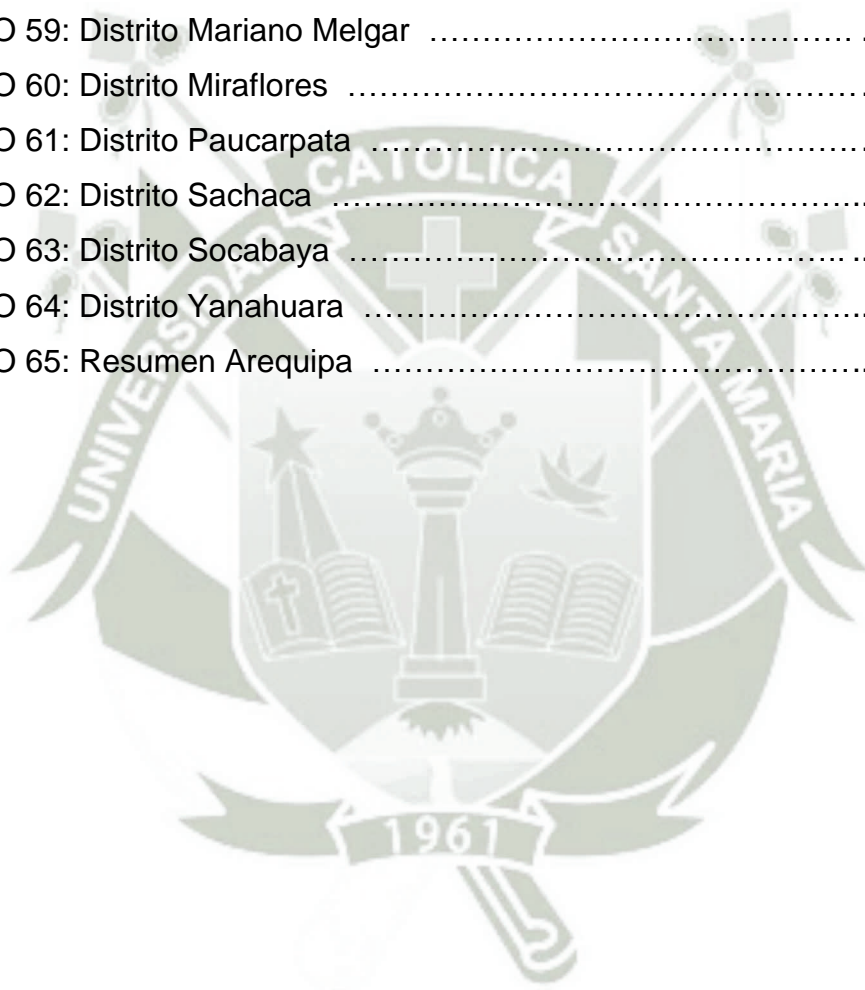 O 59: Distrito Mariano Melgar ………………………………….. .
O 60: Distrito Miraflores ………………………………………….
O 61: Distrito Paucarpata ……………………………………….
O 62: Distrito Sachaca …………………………………………...
O 63: Distrito Socabaya ……………………………………….. ..
O 64: Distrito Yanahuara ………………………………………...
O 65: Resumen Arequipa ………………………………………..
UNIVERSIDAD CATOLICA SANTA MARIA
1961